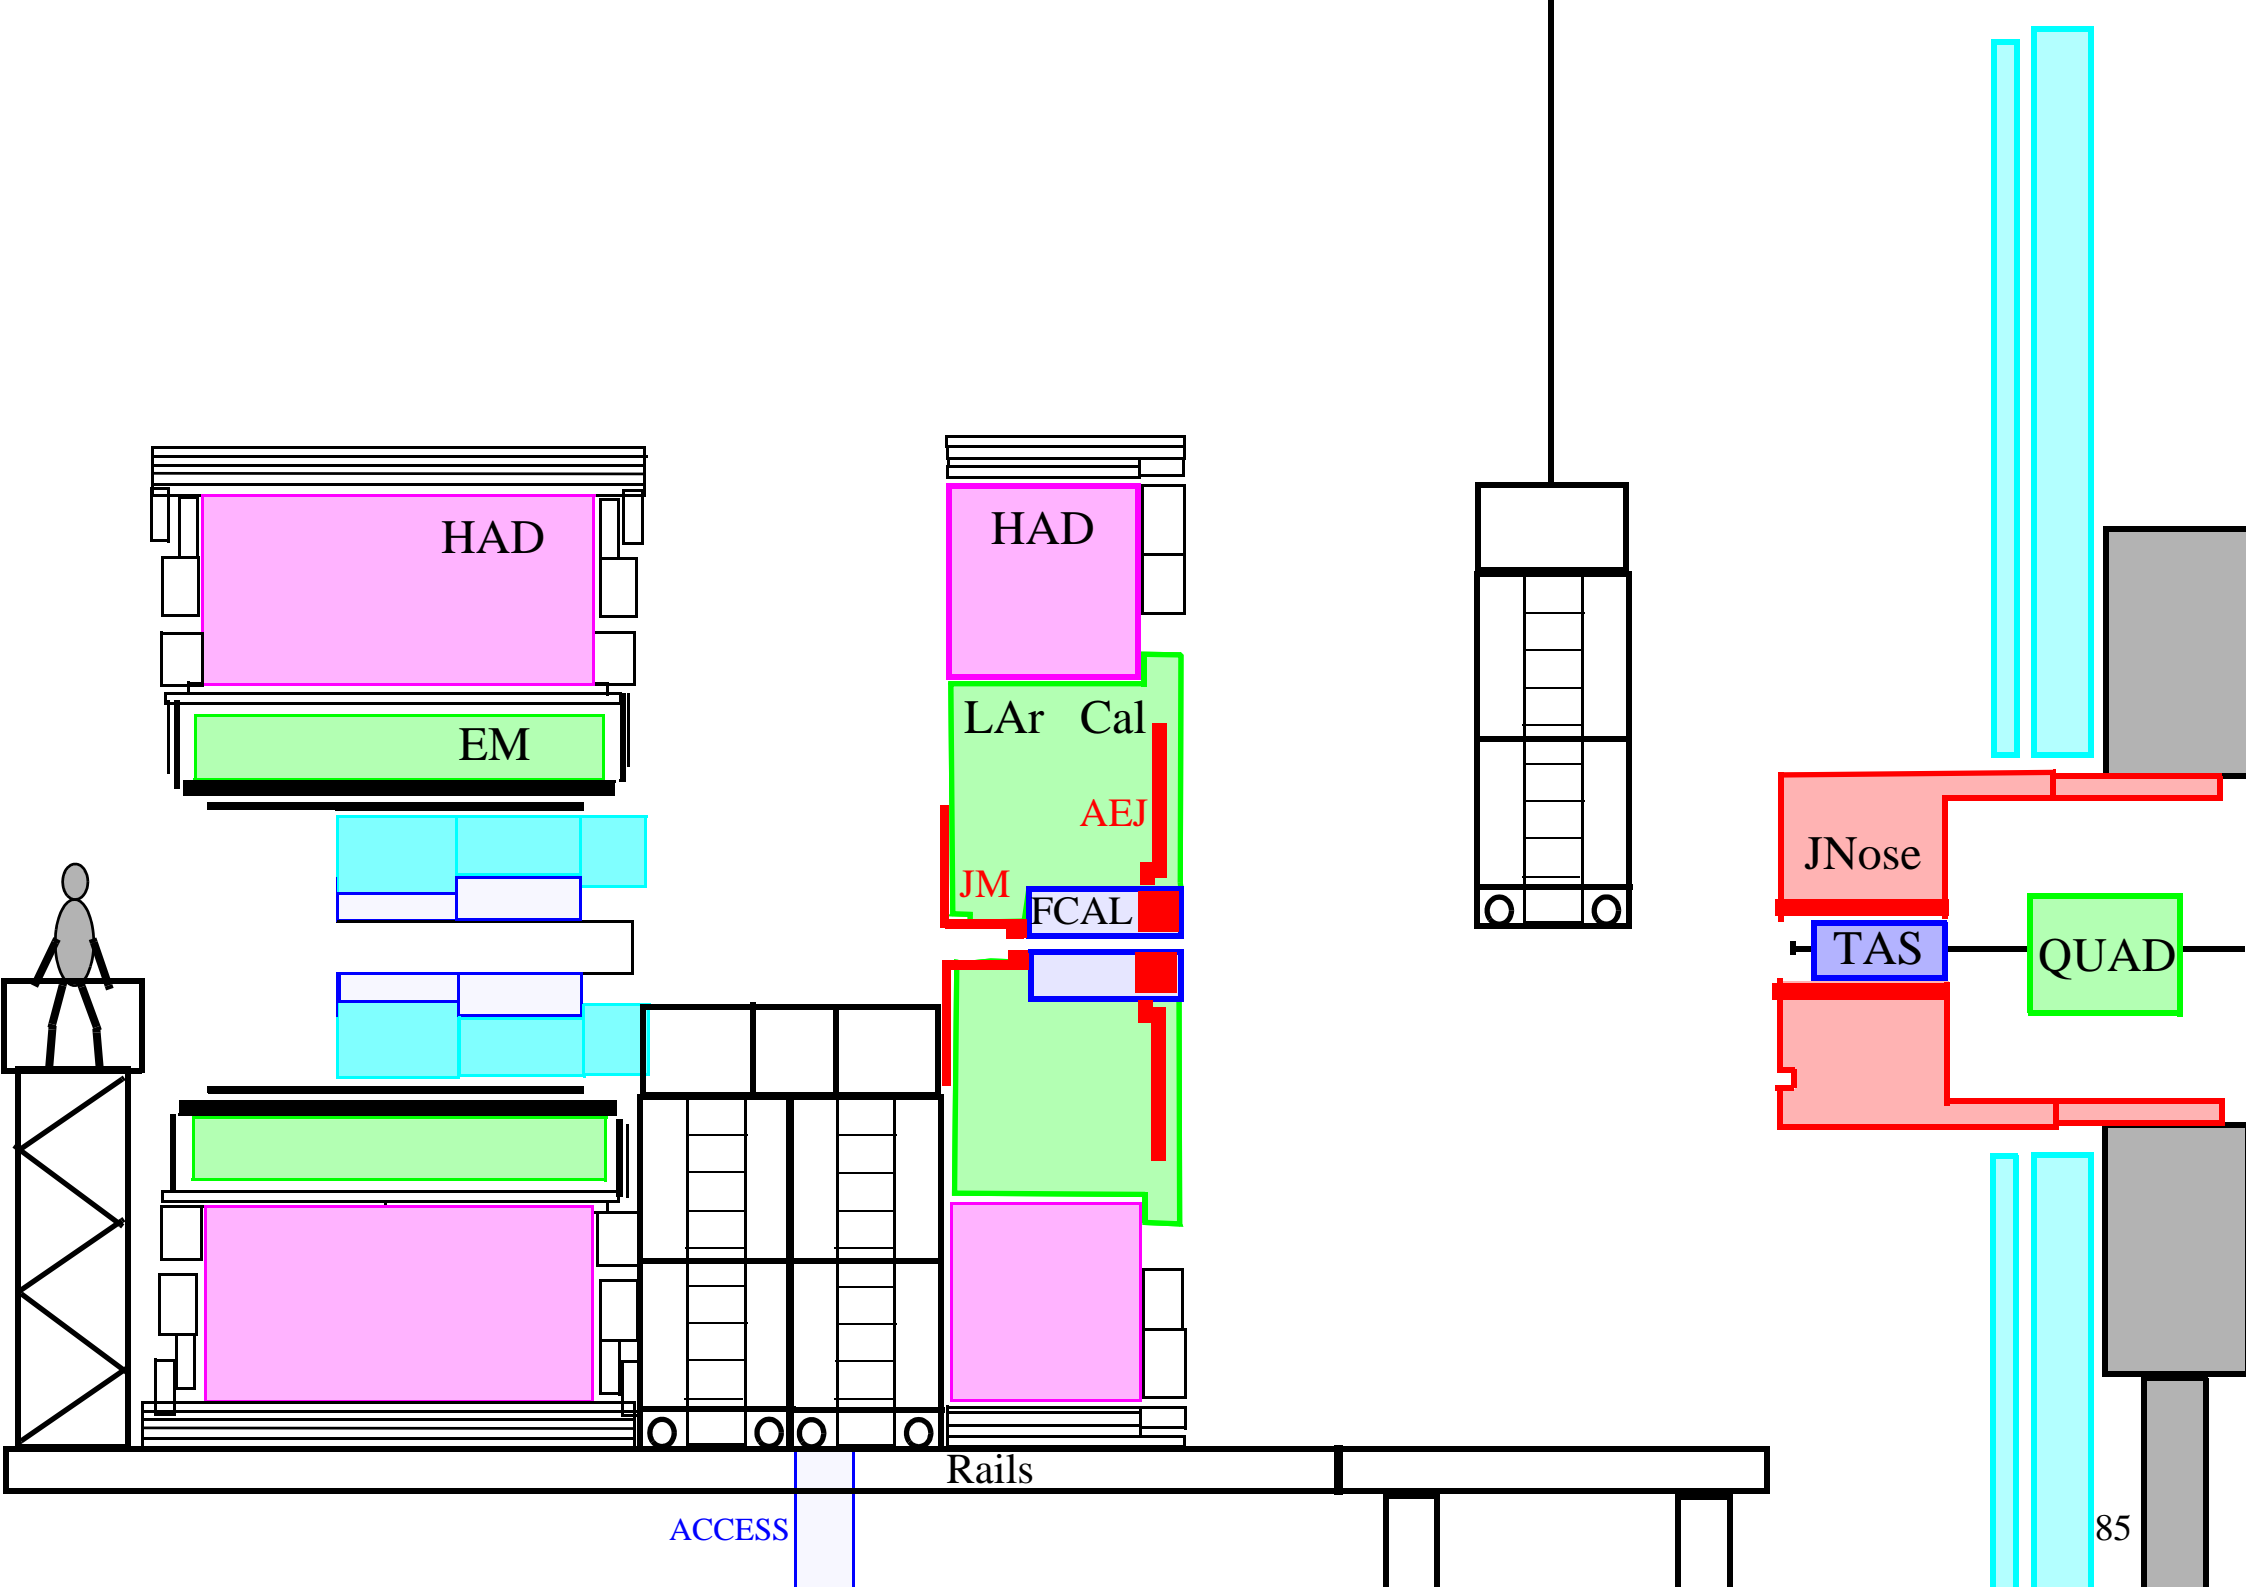 HAD
HAD
LAr Cal
EM
AEJ
JNose
JM
FCAL
TAS
QUAD
Rails
ACCESS
85